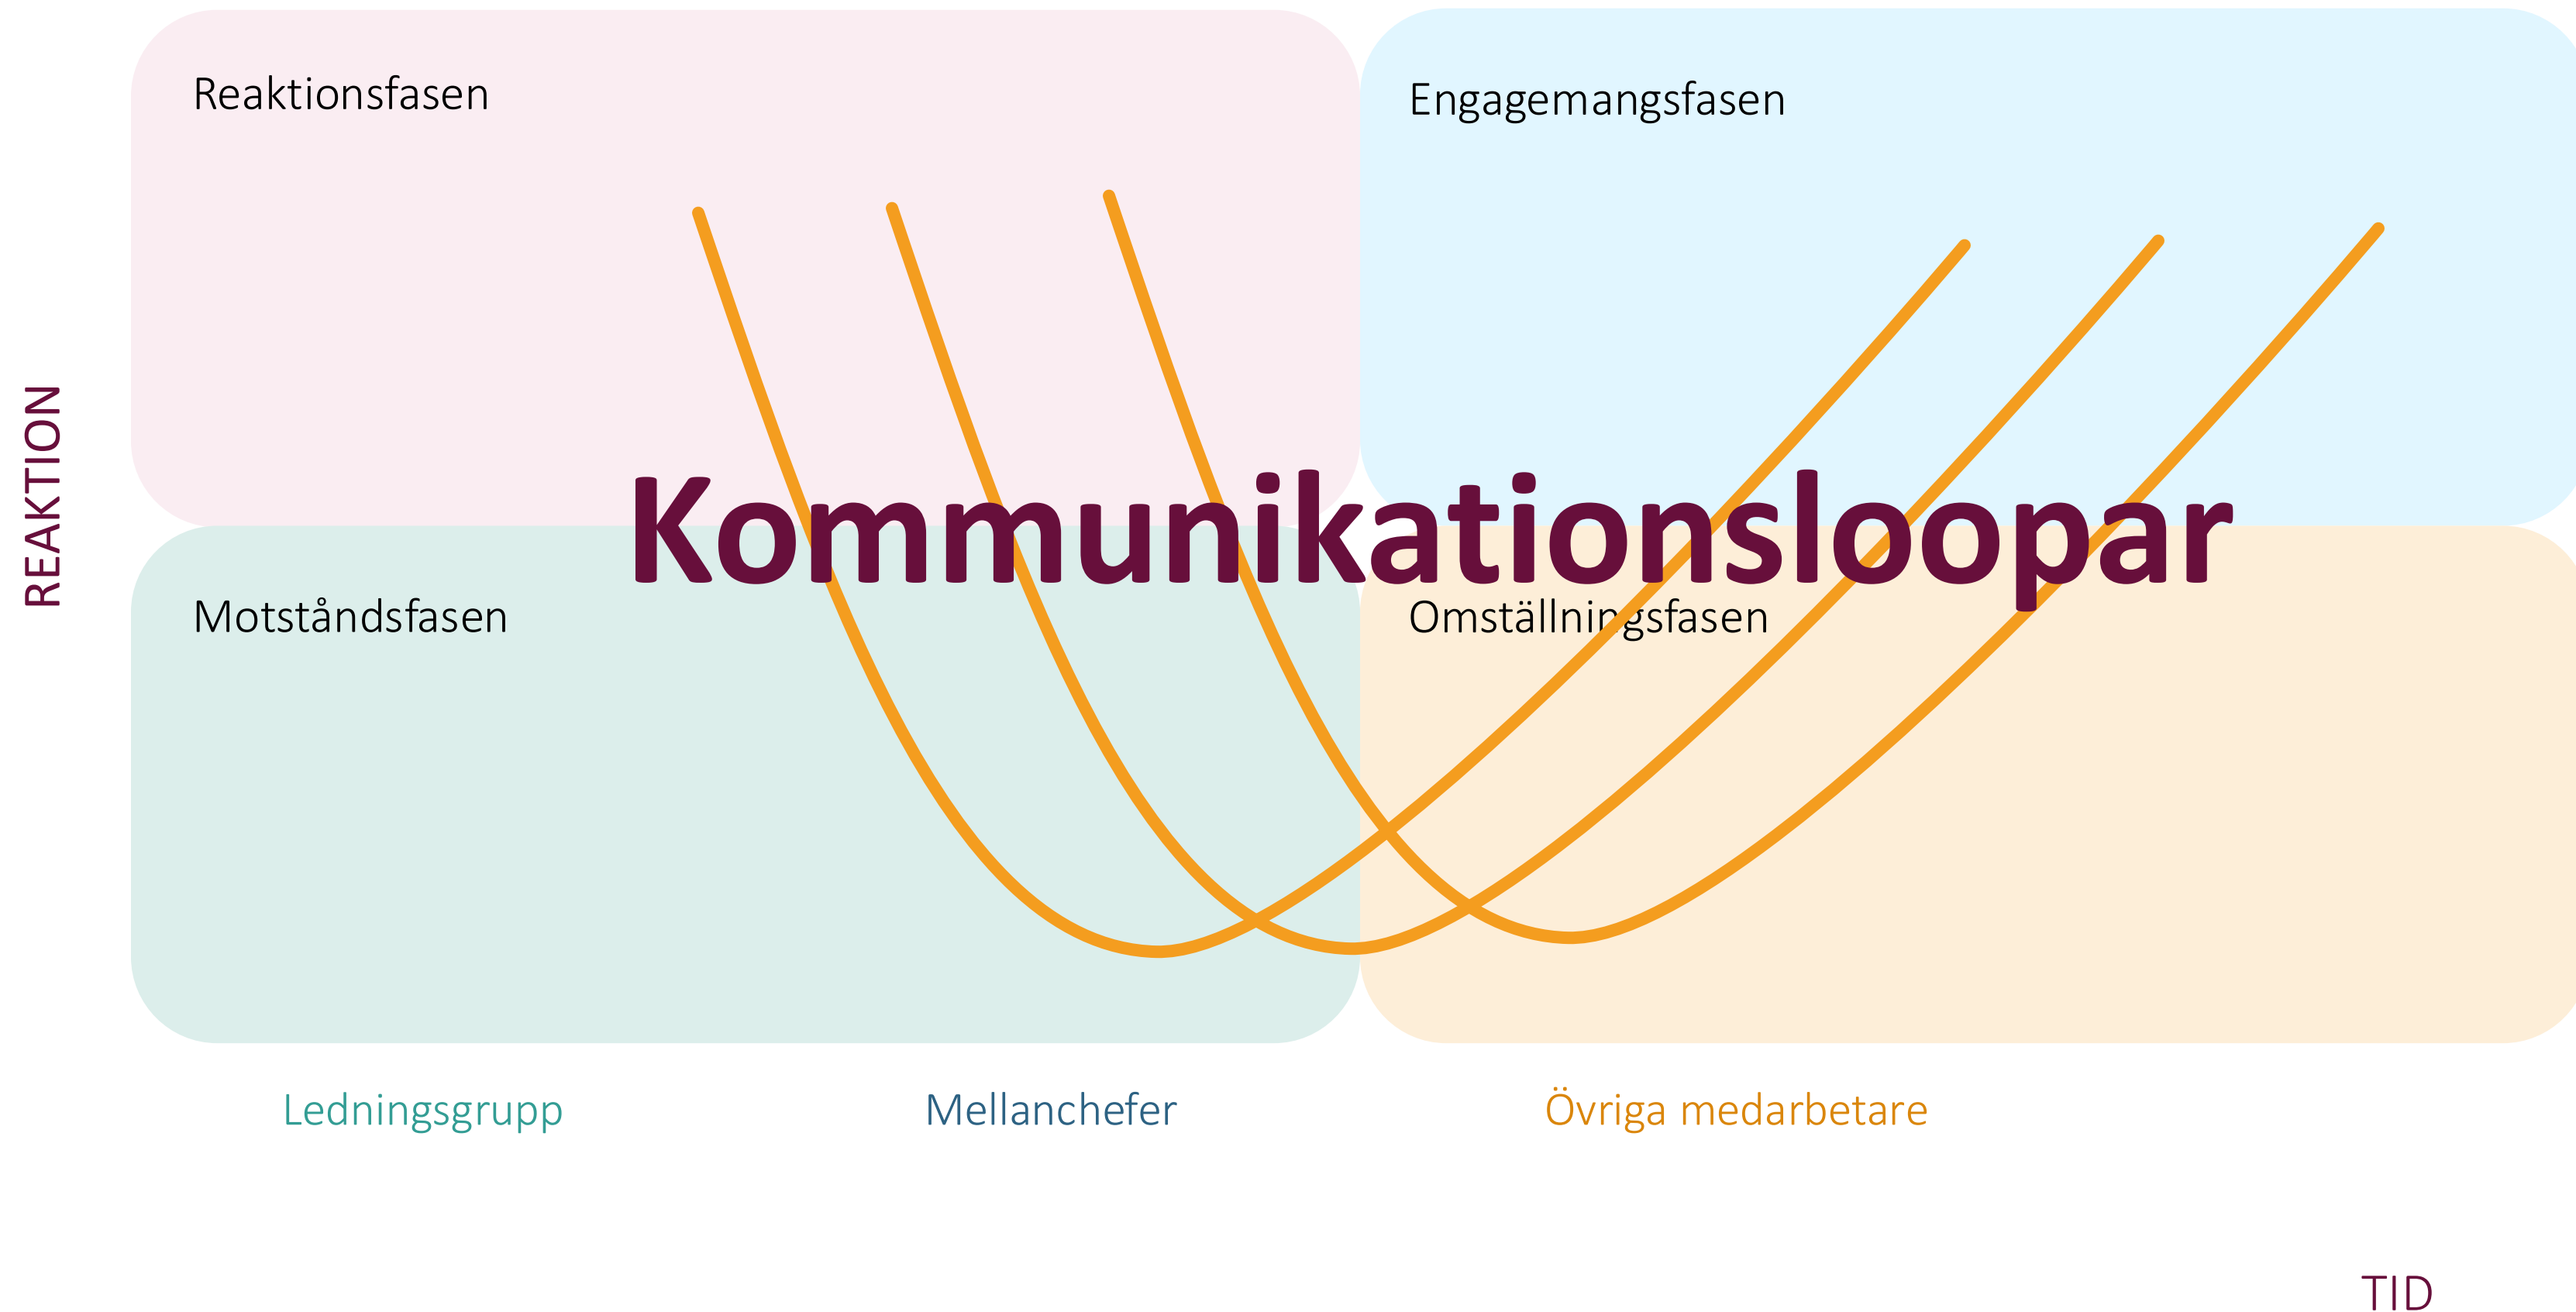 Reaktionsfasen
Engagemangsfasen
REAKTION
Kommunikationsloopar
Motståndsfasen
Omställningsfasen
Ledningsgrupp
Mellanchefer
Övriga medarbetare
TID